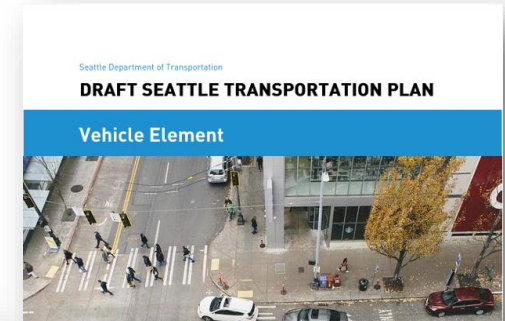 Seattle Department of Transportation
DRAFT SEATTLE TRANSPORTATION PLAN
Vehicle Element